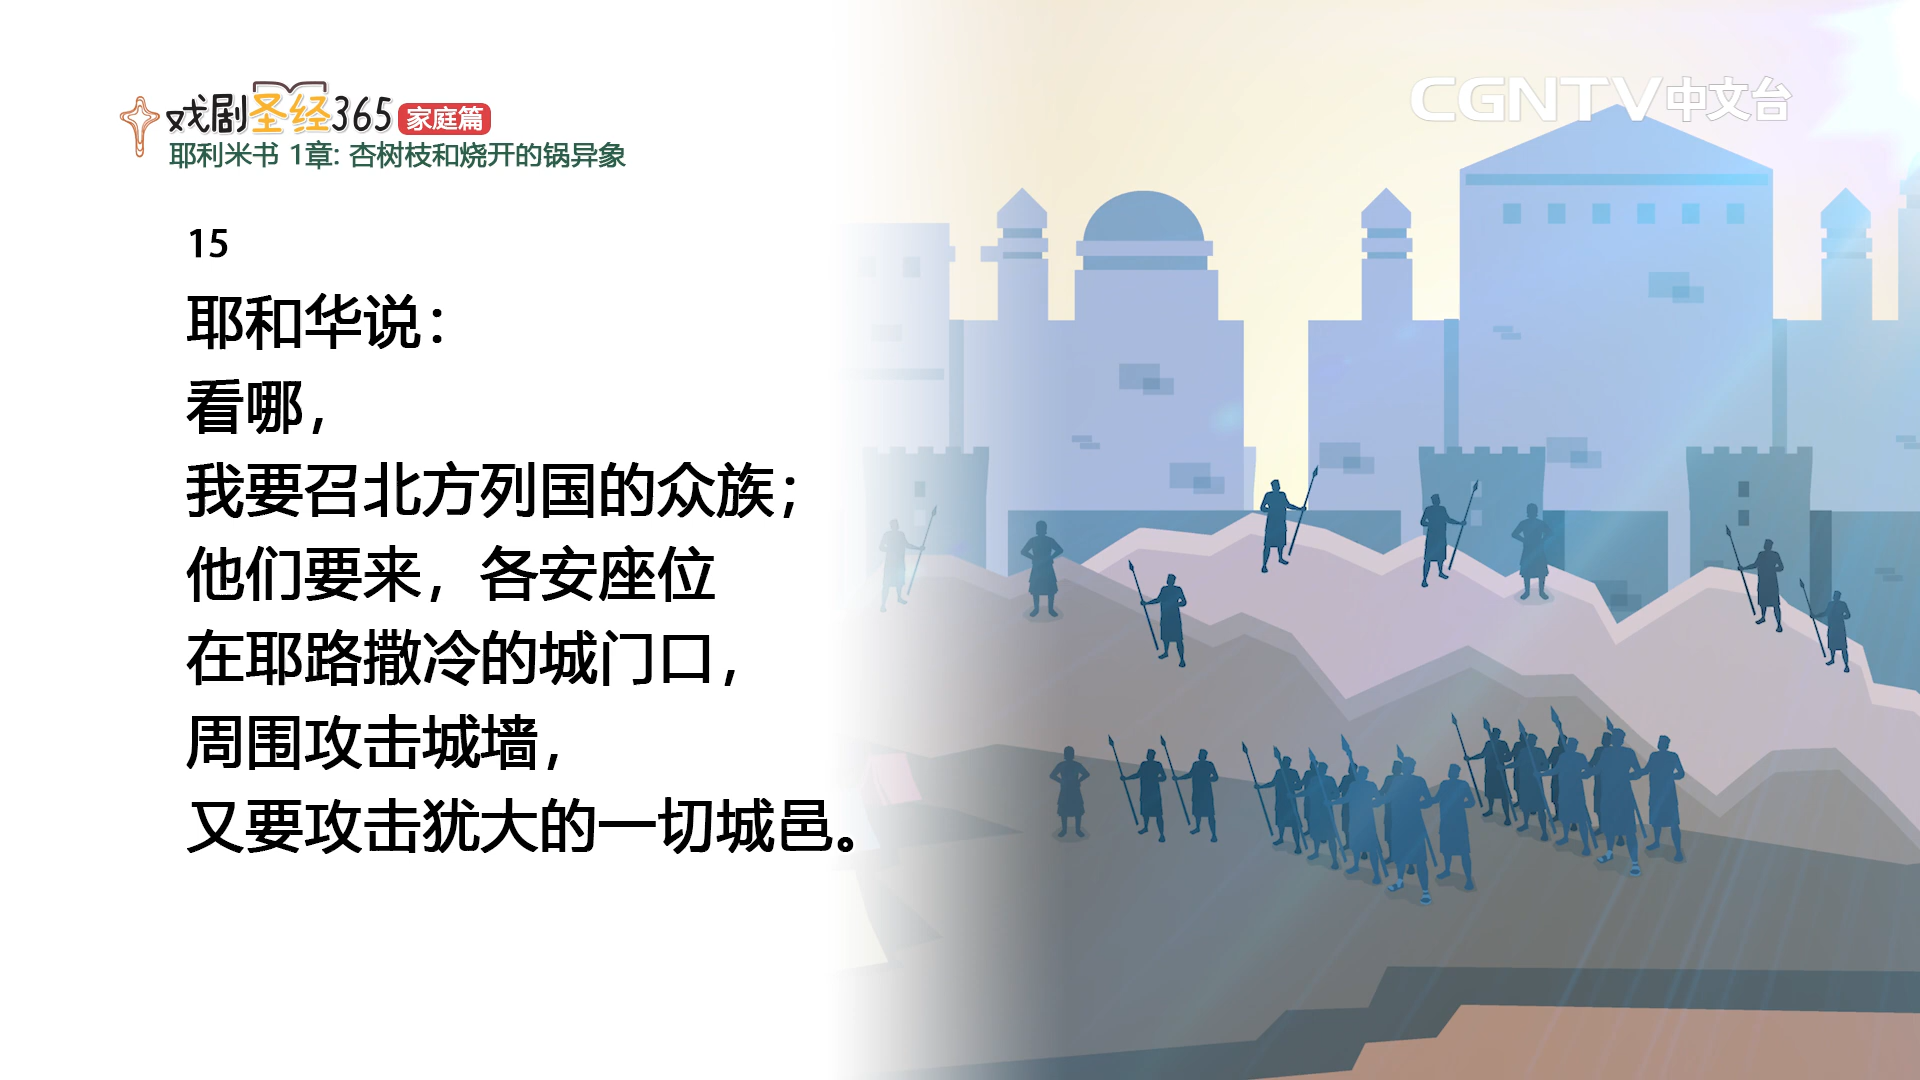 戏剧圣经365 家庭篇
CGNTV中文台
耶利米书 1章: 杏树枝和烧开的锅异象
15
耶和华说：
看哪，
我要召北方列国的众族；
他们要来，各安座位
在耶路撒冷的城门口，
周围攻击城墙，
又要攻击犹大的一切城邑。